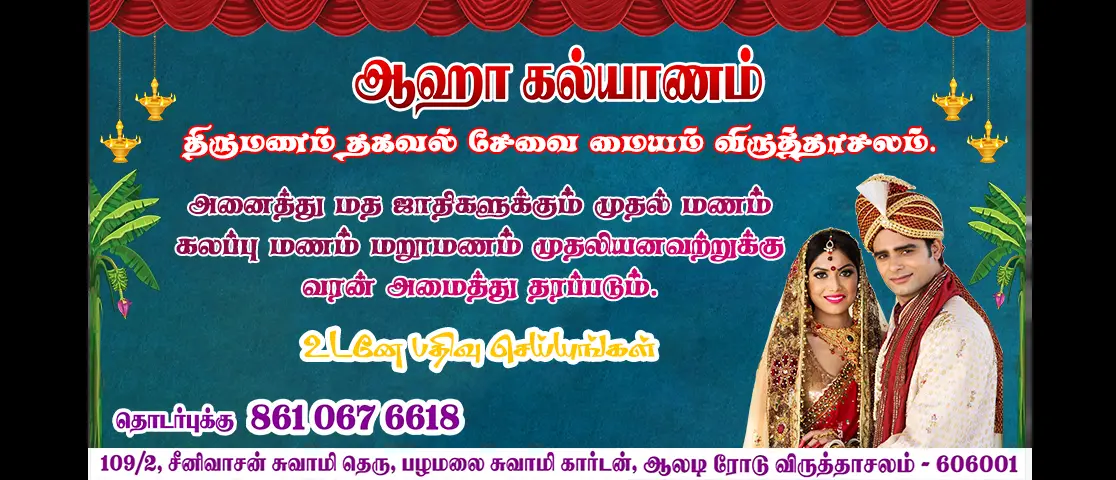 ஆஹா கல்யாணம்
திருமணம் தகவல் சேவை மையம் விருத்தாசலம்.
அனைத்து மத ஜாதிகளுக்கும் முதல் மணம்
கலப்பு மணம் மறுமணம் முதலியனவற்றுக்கு
வரன் அமைத்து தரப்படும்.
உடனே பதிவு செய்யுங்கள்
தொடர்புக்கு 861 067 6618
109/2, சீனிவாசன் சுவாமி தெரு, பழமலை சுவாமி கார்டன், ஆலடி ரோடு விருத்தாசலம் - 606001